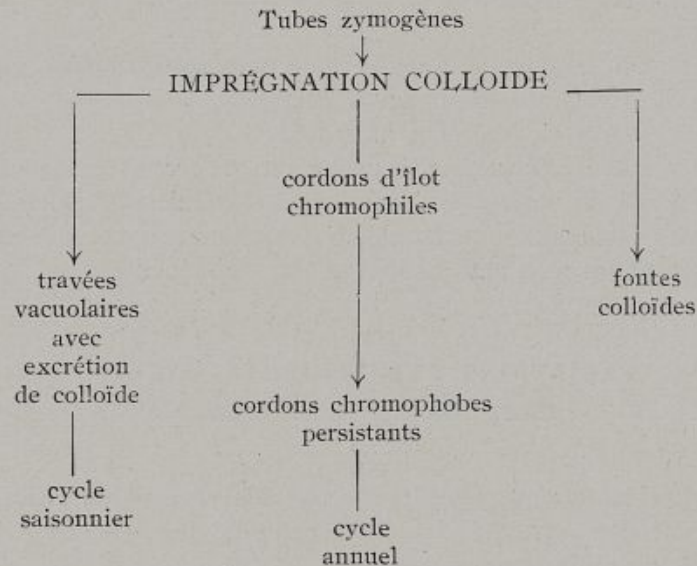 Tubes zymogènes
IMPRÉGNATION COLLOIDE
cordons d'îlot
chromophiles
travées
vacuolaires
avec
excrétion
de colloïde
fontes
colloïdes
cordons chromophobes
persistants
cycle
saisonnier
cycle
annuel